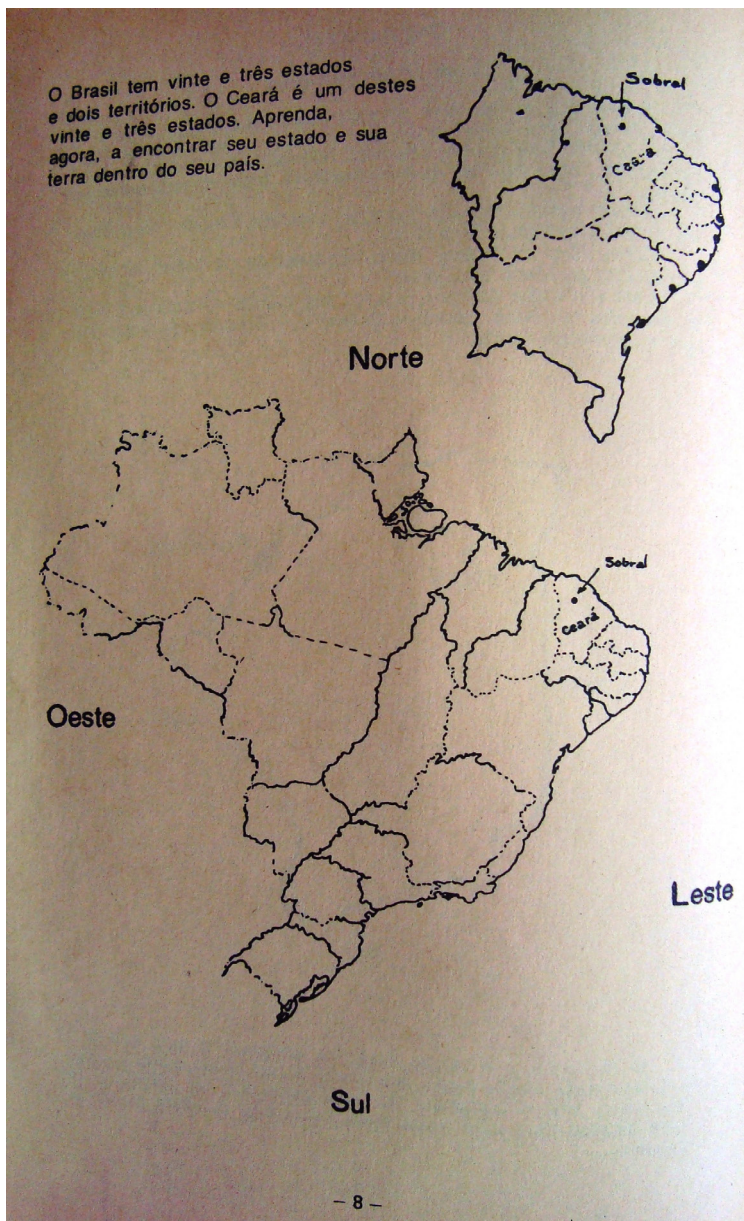 O Brasil tem vinte e três estados
e dois territórios. O Ceará é um destes
vinte e três estados. Aprenda,
agora, a encontrar seu estado e sua
terra dentro do seu país.
Sobral
Ceará
Norte
Sobral
Ceará
Oeste
Leste
Sul
– 8 –